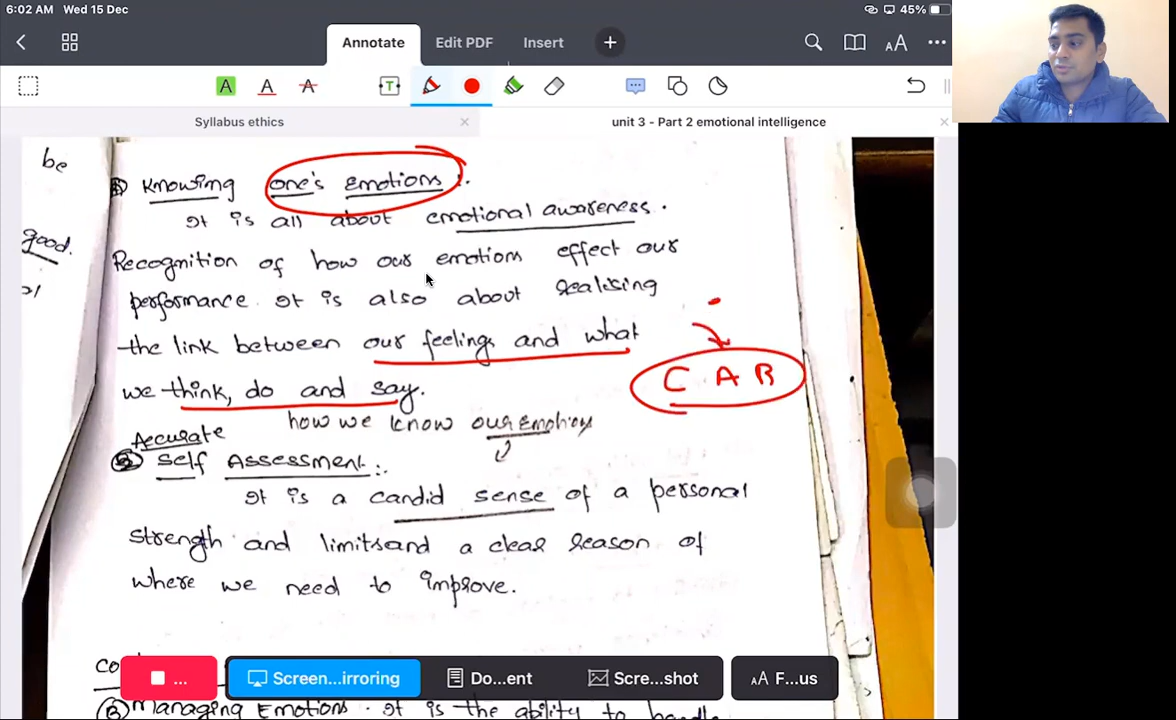 6:02 AM Wed 15 Dec
45%
Annotate
Edit PDF
Insert
AA
A
A
A
T
Syllabus ethics
unit 3 - Part 2 emotional intelligence
be
good.
Knowing one's emotions :.
It is all about emotional awareness.
Recognition of how our emotions effect our
performance. It is also about realising
the link between our feelings and what
we think, do and say.
C A B
how we know our
Accurate
Self Assessment:.
It is a candid sense of a personal
strength and limitsand a clear reason of
where we need to improve.
co
...
Screen...irroring
Do...ent
Scre...shot
AA F...us
Managing Emotions. It is the ability to handle